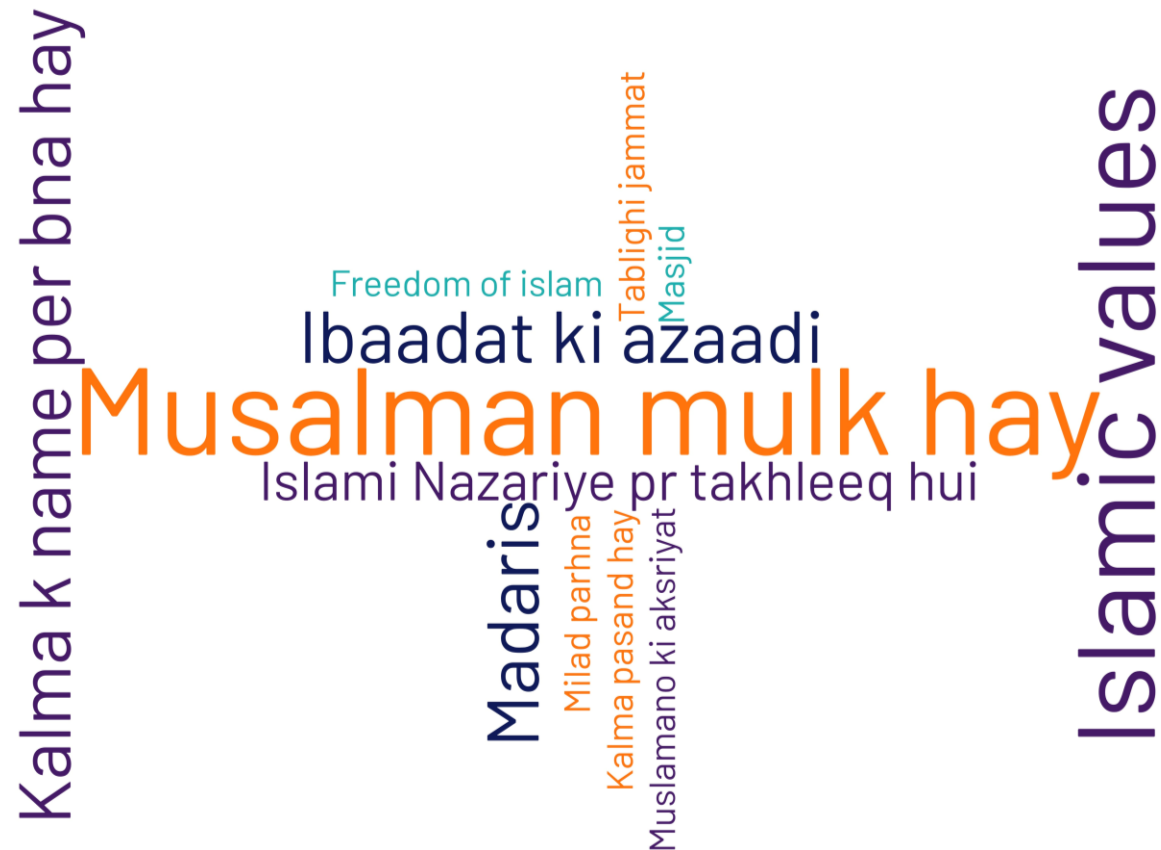 Kalma k name per bna hay
Tablighi jammat
Masjid
Freedom of islam
Ibaadat ki azaadi
Musalman mulk hay
Islami Nazariye pr takhleeq hui
Madaris
Milad parhna
Kalma pasand hay
Muslamano ki aksriyat
Islamic values